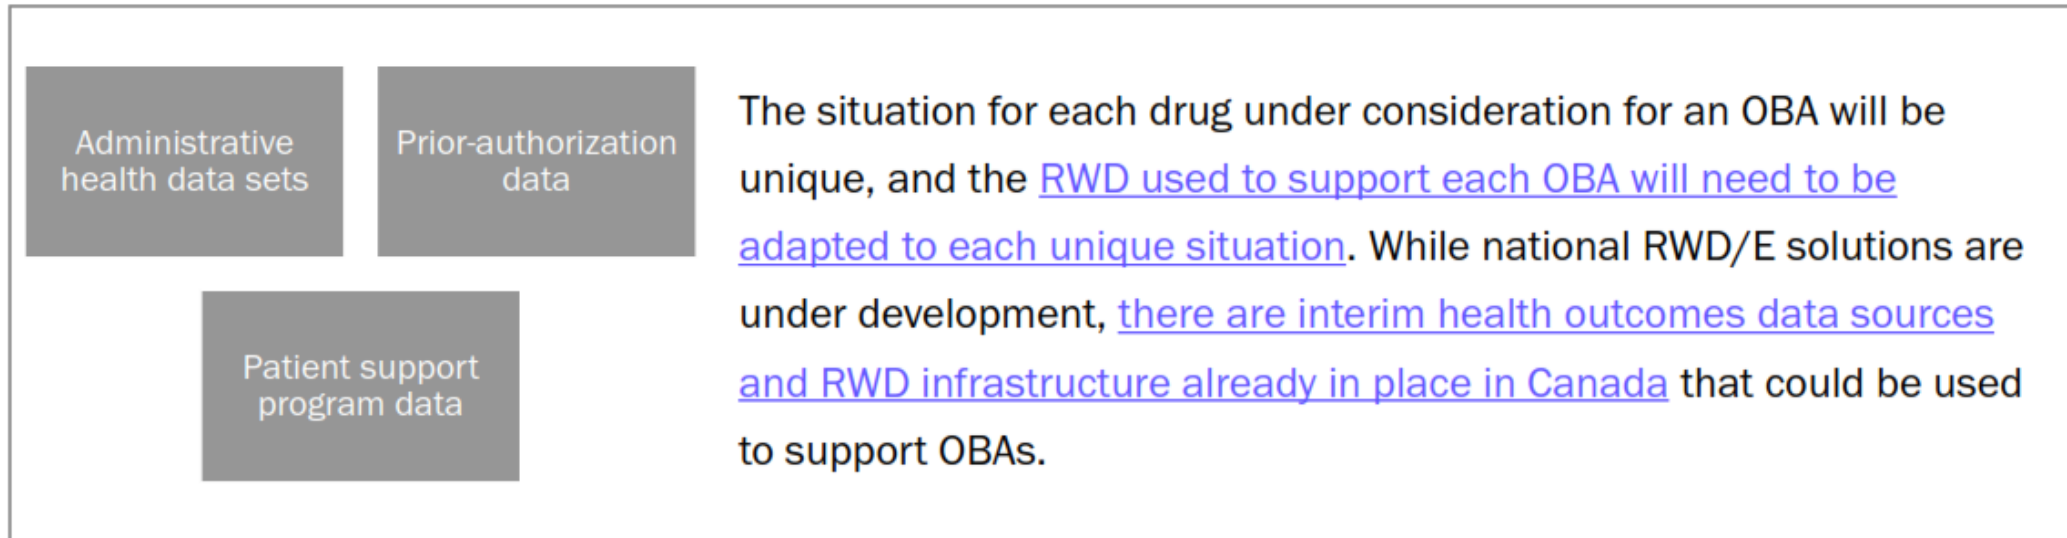 Administrative
health data sets
Prior-authorization
data
Patient support
program data
The situation for each drug under consideration for an OBA will be
unique, and the RWD used to support each OBA will need to be
adapted to each unique situation. While national RWD/E solutions are
under development, there are interim health outcomes data sources
and RWD infrastructure already in place in Canada that could be used
to support OBAs.